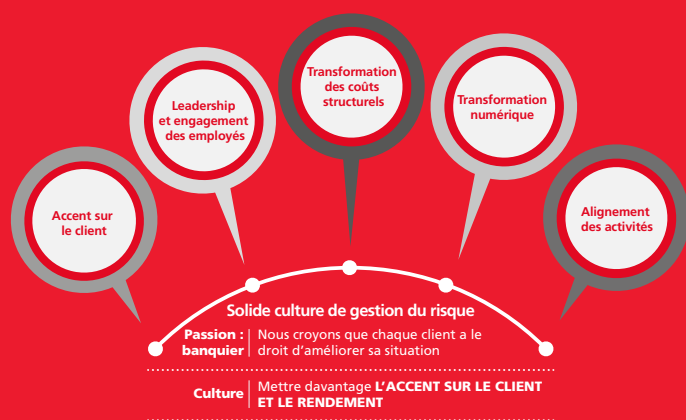 Accent sur
le client
Leadership
et engagement
des employés
Transformation
des coûts
structurels
Transformation
numérique
Alignement
des activités
Solide culture de gestion du risque
Passion :
banquier
Nous croyons que chaque client a le
droit d’améliorer sa situation
Culture
Mettre davantage L’ACCENT SUR LE CLIENT
ET LE RENDEMENT